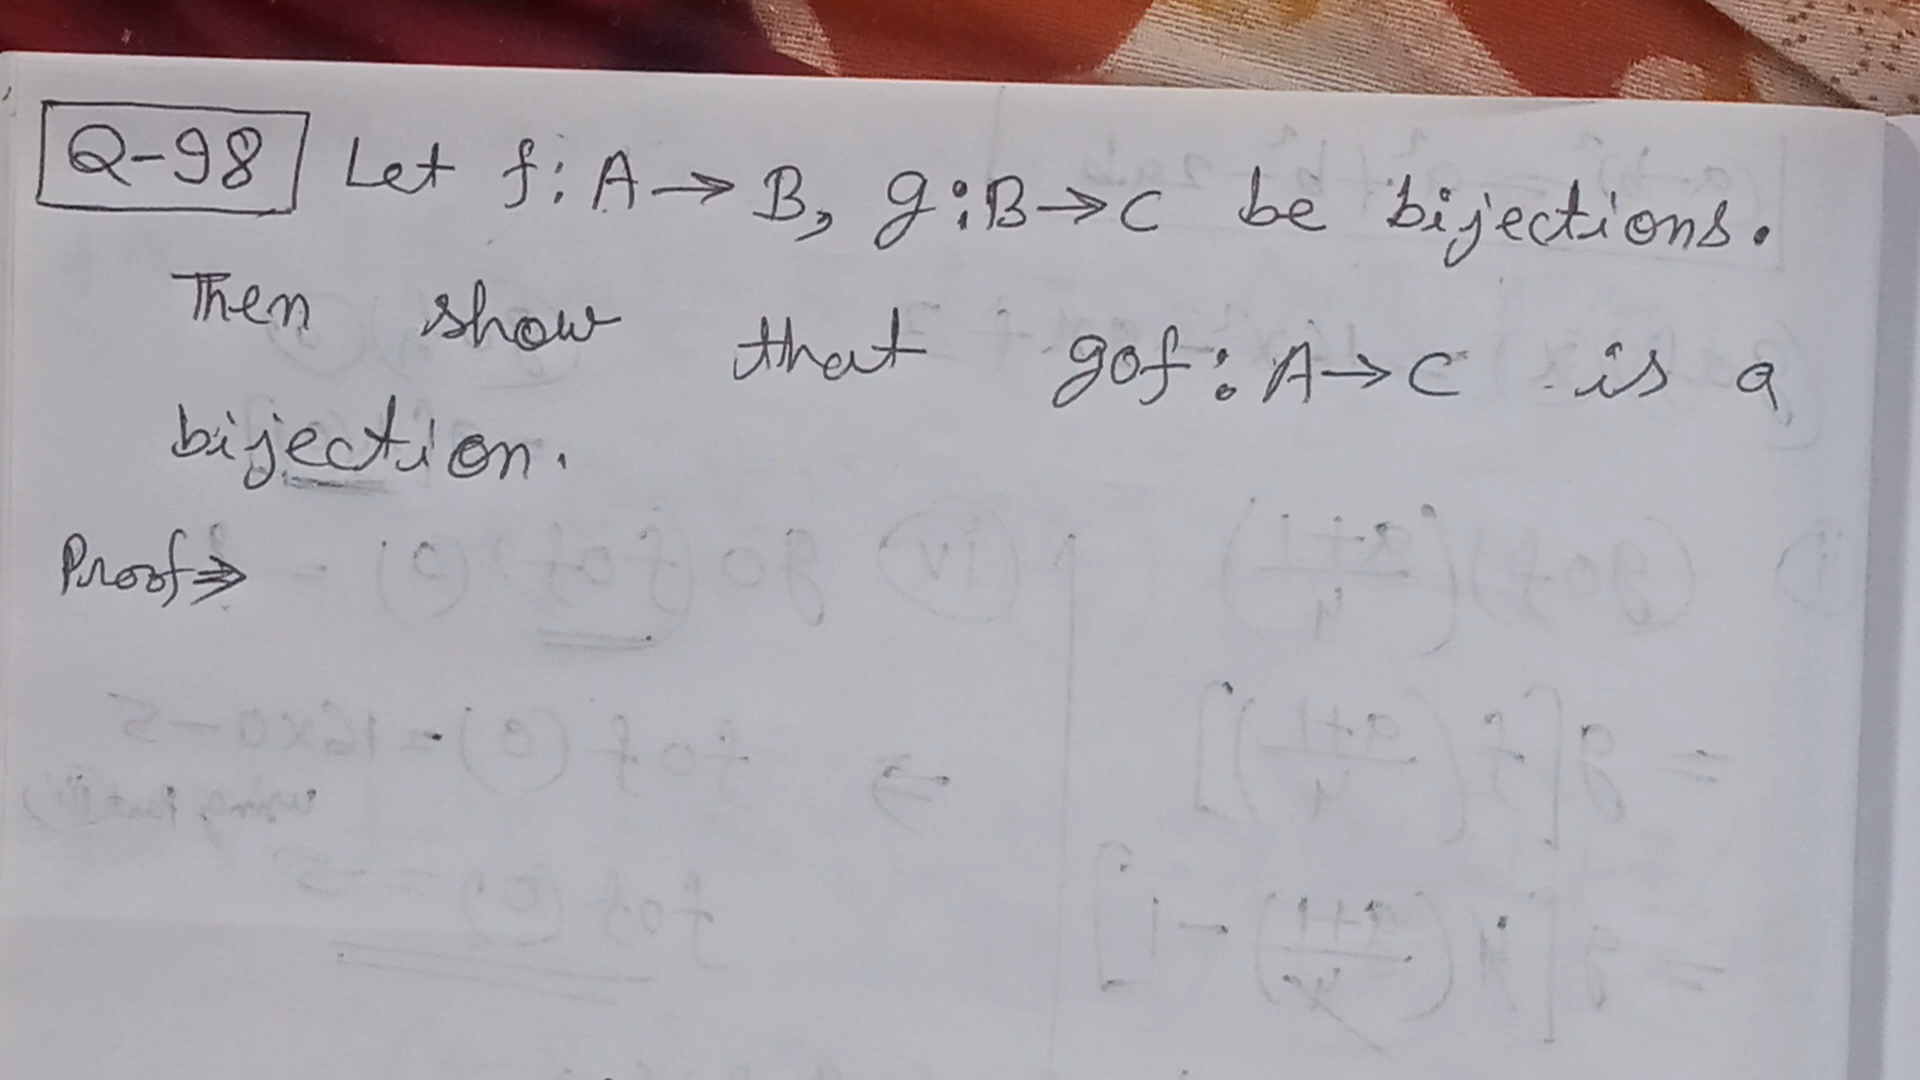 Q-98 Let f: A→B, g:B→C be bijections.
Then show that gof: A→C is a
bijection.
Proof⇒